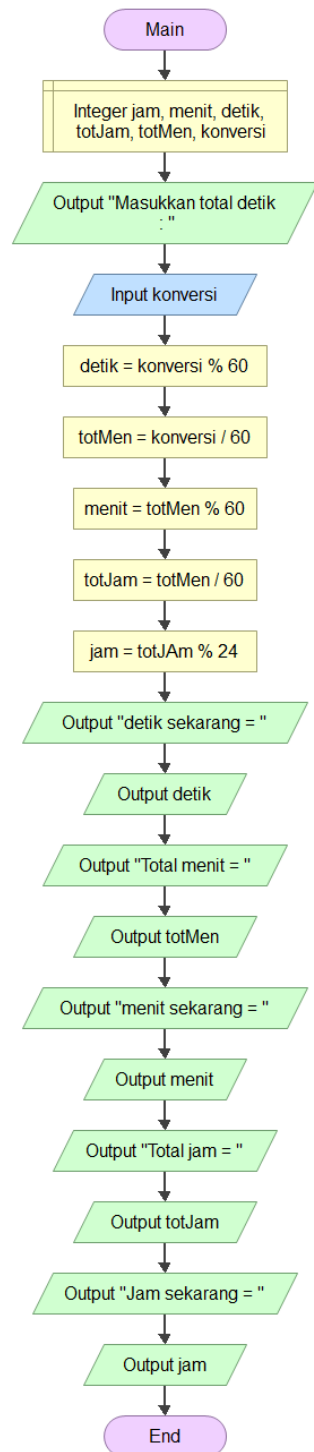 Main
Integer jam, menit, detik,
totJam, totMen, konversi
Output "Masukkan total detik
: "
Input konversi
detik = konversi % 60
totMen = konversi / 60
menit = totMen % 60
totJam = totMen / 60
jam = totJAm % 24
Output "detik sekarang = "
Output detik
Output "Total menit = "
Output totMen
Output "menit sekarang = "
Output menit
Output "Total jam = "
Output totJam
Output "Jam sekarang = "
Output jam
End